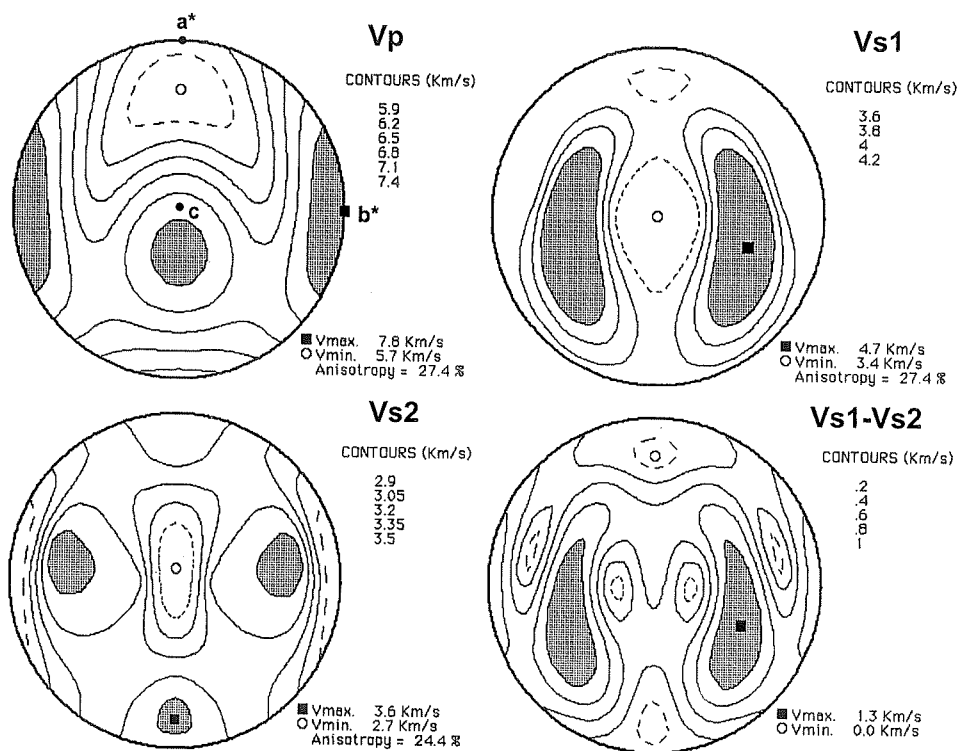 a*
Vp
CONTOURS (Km/s)
5.9
6.2
6.5
6.8
7.1
7.4
c
b*
Vmax. 7.8 Km/s
Vmin. 5.7 Km/s
Anisotropy = 27.4 %
Vs1
CONTOURS (Km/s)
3.6
3.8
4
4.2
Vmax. 4.7 Km/s
Vmin. 3.4 Km/s
Anisotropy = 27.4 %
Vs2
CONTOURS (Km/s)
2.9
3.05
3.2
3.35
3.5
Vmax. 3.6 Km/s
Vmin. 2.7 Km/s
Anisotropy = 24.4 %
Vs1-Vs2
CONTOURS (Km/s)
.2
.4
.6
.8
1
Vmax. 1.3 Km/s
Vmin. 0.0 Km/s